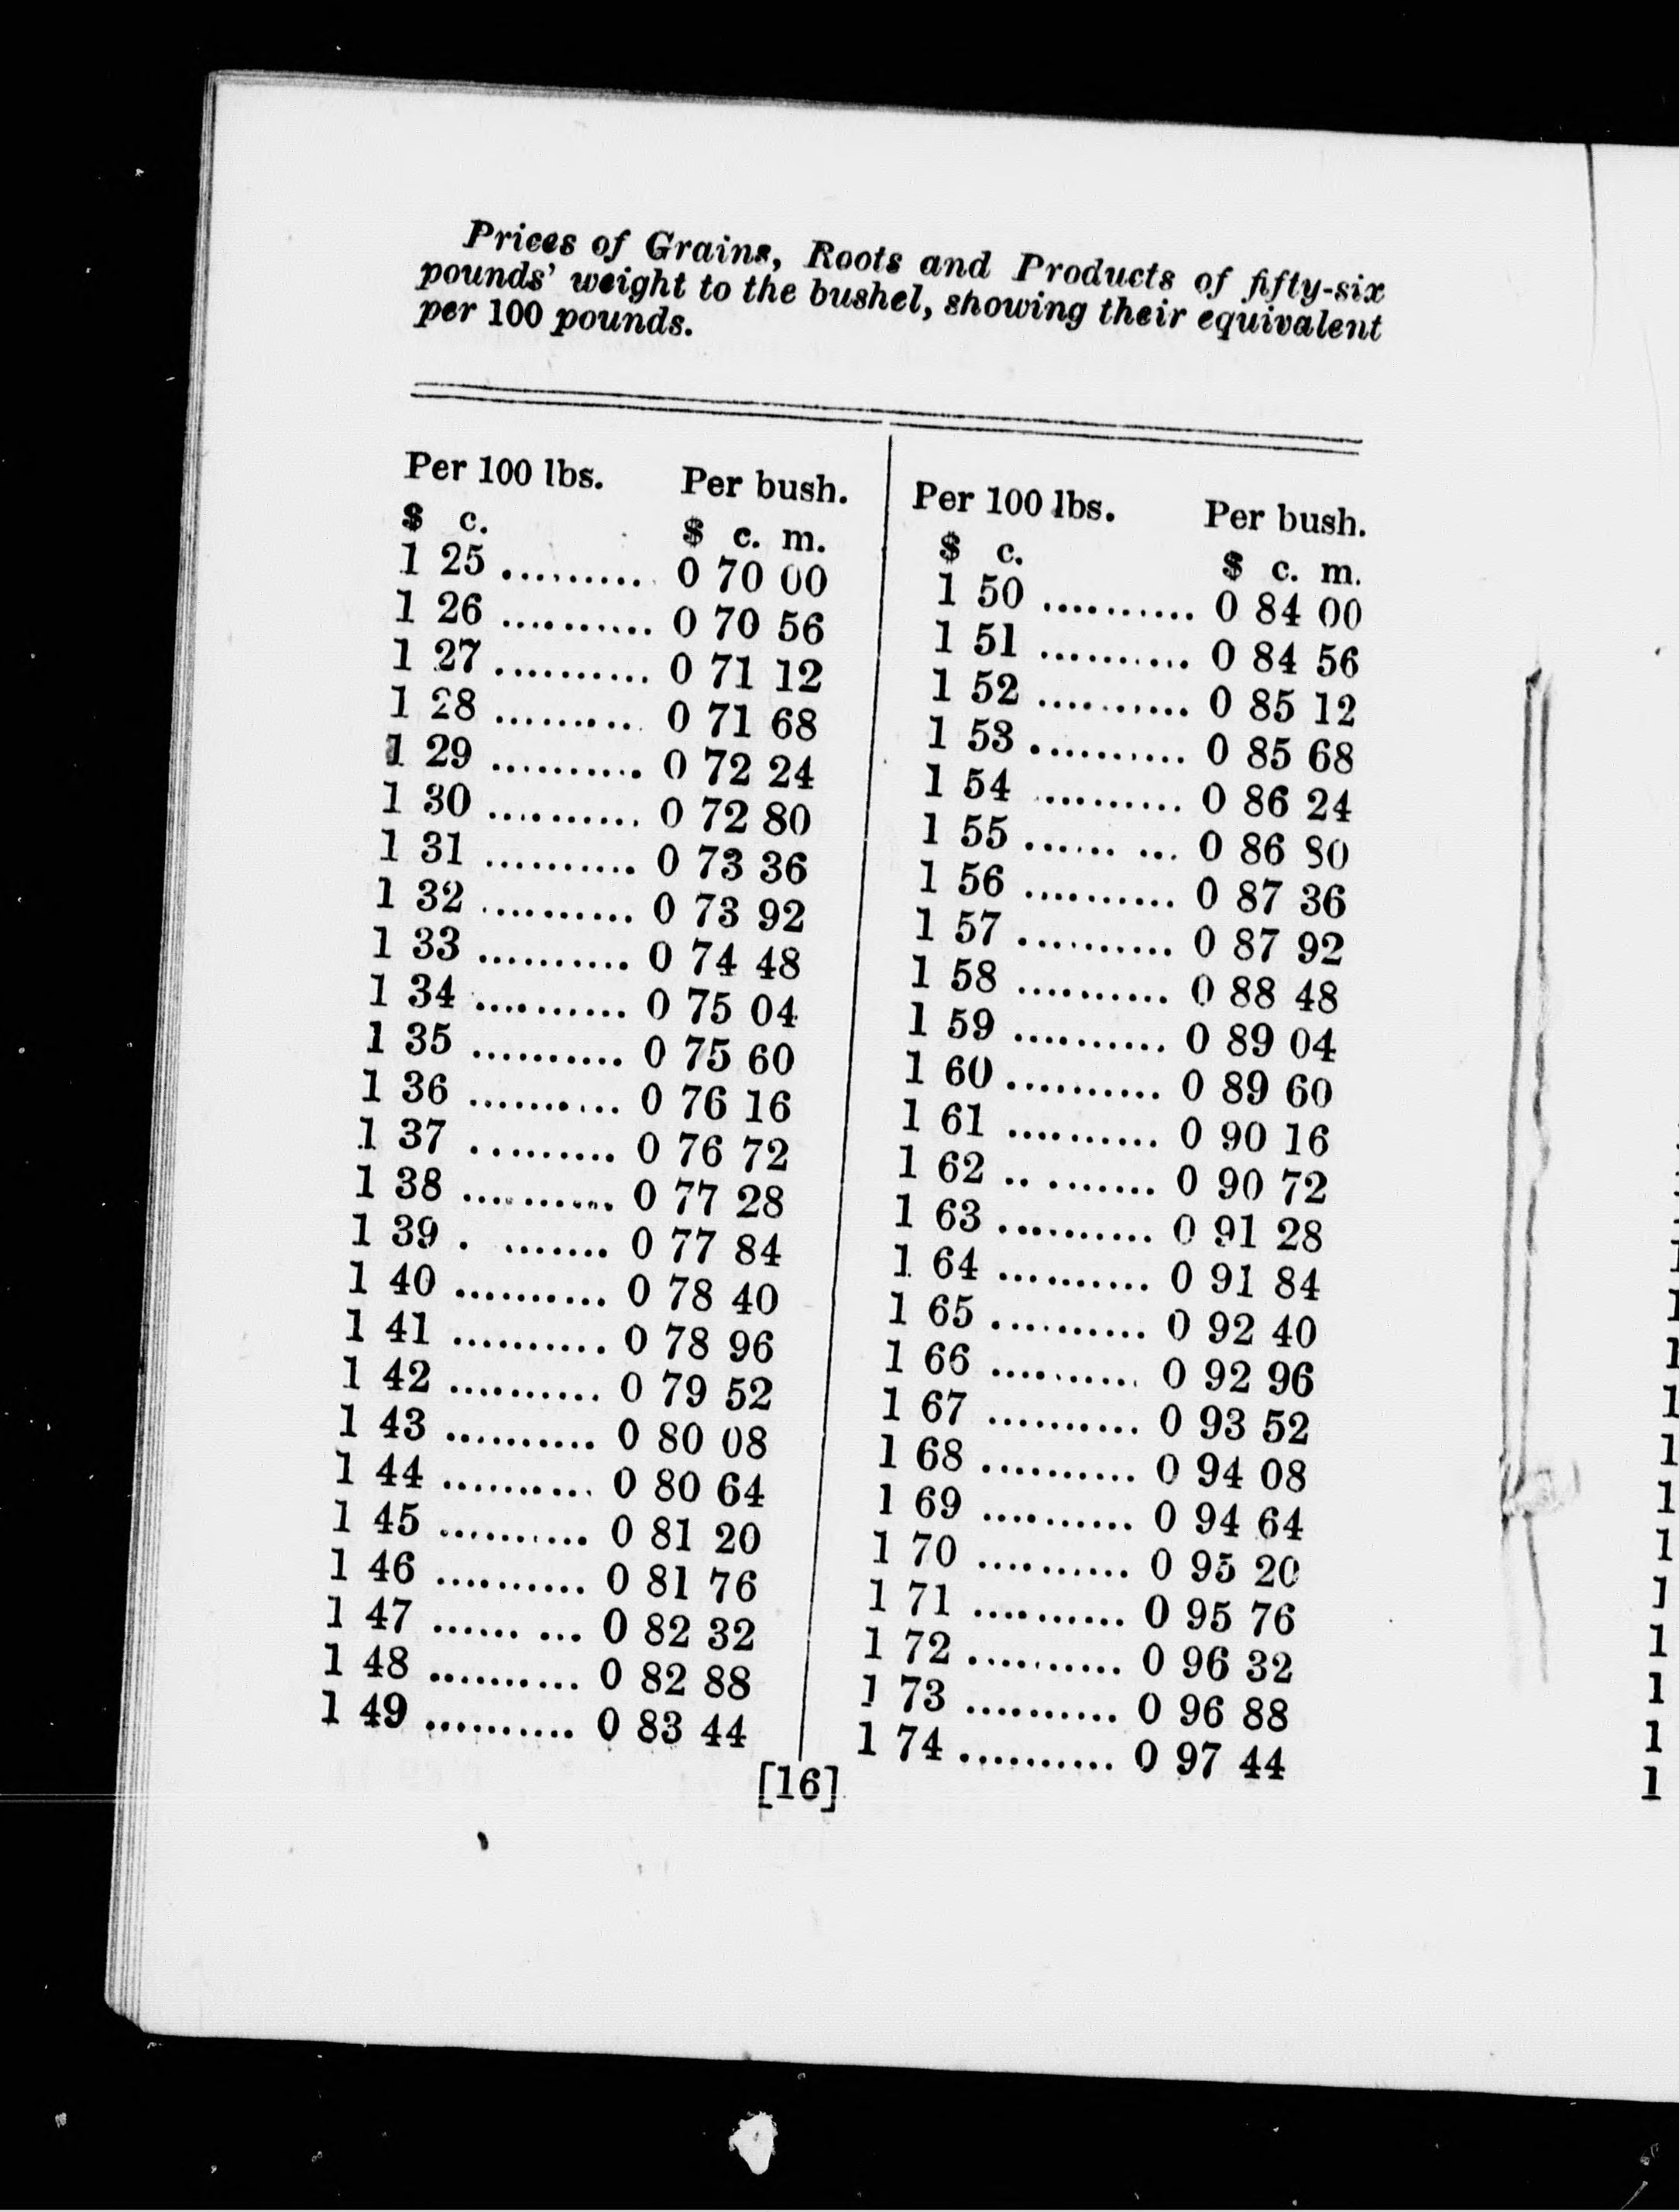 Prices of Grains, Roots and Products of fifty-six
pounds' weight to the bushel, showing their equivalent
per 100 pounds.
Per 100 lbs. Per bush.
$ c. $ c. m.
1 25 .......... 0 70 00
1 26 .......... 0 70 56
1 27 .......... 0 71 12
1 28 .......... 0 71 68
1 29 .......... 0 72 24
1 30 .......... 0 72 80
1 31 .......... 0 73 36
1 32 .......... 0 73 92
1 33 .......... 0 74 48
1 34 .......... 0 75 04
1 35 .......... 0 75 60
1 36 .......... 0 76 16
1 37 .......... 0 76 72
1 38 .......... 0 77 28
1 39 . ........ 0 77 84
1 40 .......... 0 78 40
1 41 .......... 0 78 96
1 42 .......... 0 79 52
1 43 .......... 0 80 08
1 44 .......... 0 80 64
1 45 .......... 0 81 20
1 46 .......... 0 81 76
1 47 ...... ... 0 82 32
1 48 .......... 0 82 88
1 49 .......... 0 83 44
Per 100 lbs. Per bush.
$ c. $ c. m.
1 50 .......... 0 84 00
1 51 .......... 0 84 56
1 52 .......... 0 85 12
1 53 .......... 0 85 68
1 54 .......... 0 86 24
1 55 ...... ... 0 86 80
1 56 .......... 0 87 36
1 57 .......... 0 87 92
1 58 .......... 0 88 48
1 59 .......... 0 89 04
1 60 .......... 0 89 60
1 61 .......... 0 90 16
1 62 .. ....... 0 90 72
1 63 .......... 0 91 28
1 64 .......... 0 91 84
1 65 .......... 0 92 40
1 66 .......... 0 92 96
1 67 .......... 0 93 52
1 68 .......... 0 94 08
1 69 .......... 0 94 64
1 70 .......... 0 95 20
1 71 .......... 0 95 76
1 72 .......... 0 96 32
1 73 .......... 0 96 88
1 74 .......... 0 97 44
[16]